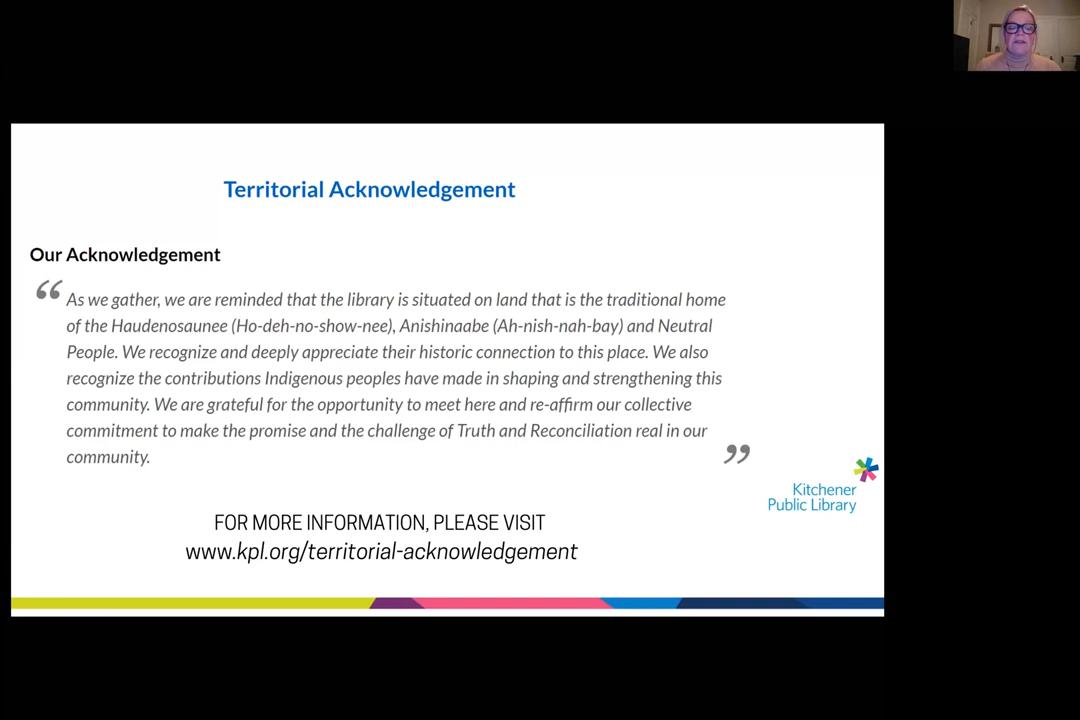 Territorial Acknowledgement
Our Acknowledgement
“ As we gather, we are reminded that the library is situated on land that is the traditional home
of the Haudenosaunee (Ho-deh-no-show-nee), Anishinaabe (Ah-nish-nah-bay) and Neutral
People. We recognize and deeply appreciate their historic connection to this place. We also
recognize the contributions Indigenous peoples have made in shaping and strengthening this
community. We are grateful for the opportunity to meet here and re-affirm our collective
commitment to make the promise and the challenge of Truth and Reconciliation real in our
community. ”
Kitchener
Public Library
FOR MORE INFORMATION, PLEASE VISIT
www.kpl.org/territorial-acknowledgement